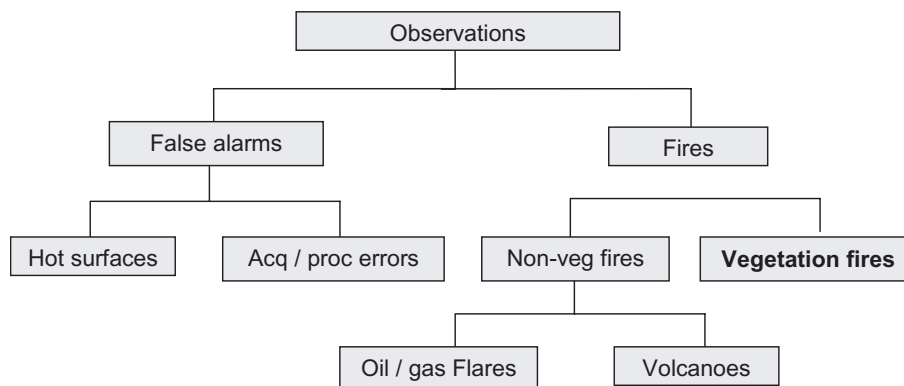 Observations
False alarms
Fires
Hot surfaces
Acq / proc errors
Non-veg fires
Vegetation fires
Oil / gas Flares
Volcanoes